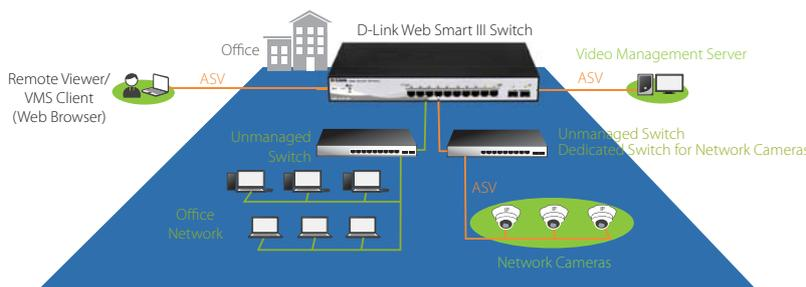 D-Link Web Smart III Switch
Office
Video Management Server
Remote Viewer/
VMS Client
(Web Browser)
ASV
ASV
Unmanaged
Switch
Unmanaged Switch
Dedicated Switch for Network Cameras
ASV
Office
Network
Network Cameras